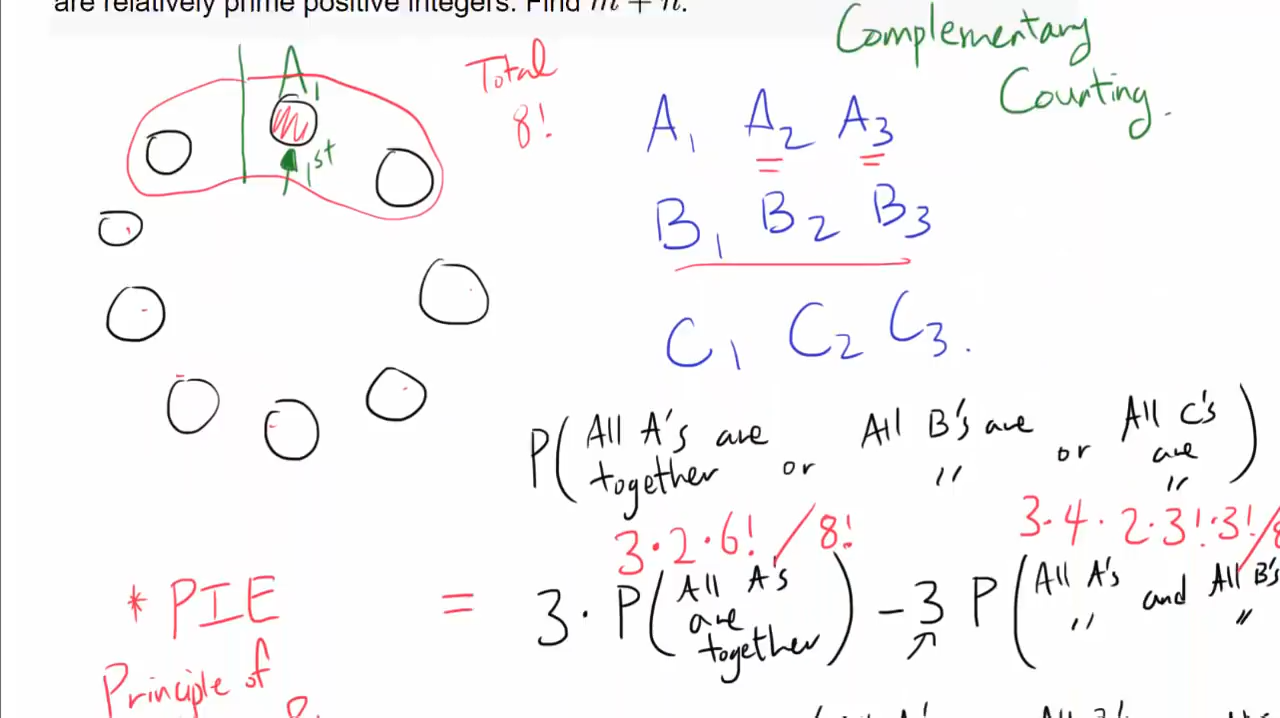 are relatively prime positive integers. Find m + n.
Complementary
Counting.
Total
8!
A1
1st
A1 A2 A3
B1 B2 B3
C1 C2 C3.
P( All A's are together or All B's are " or All C's are " )
3·2·6! / 8!
3·4·2·3!·3!/8
* PIE
= 3· P( All A's are together ) - 3 P( All A's " and All B's "
Principle of